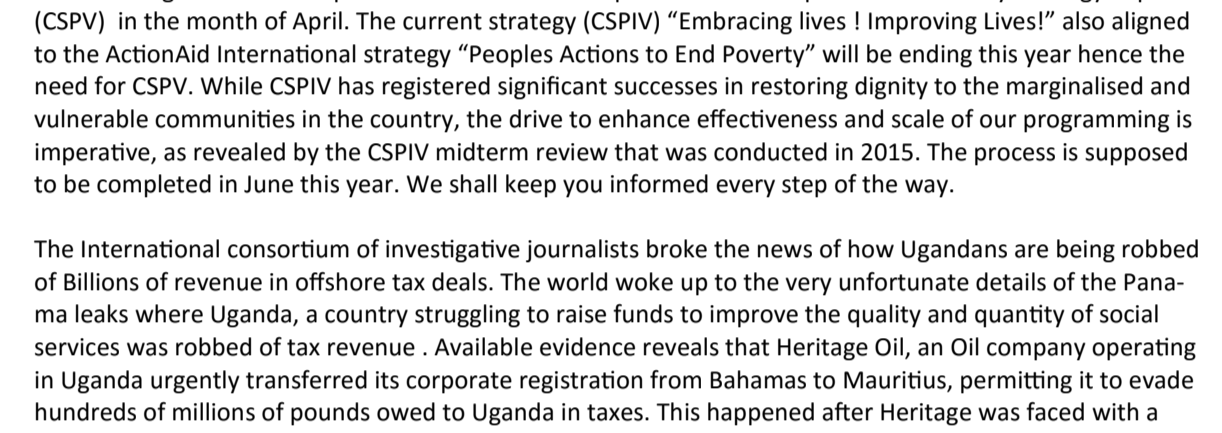 (CSPV)  in the month of April. The current strategy (CSPIV) “Embracing lives ! Improving Lives!” also aligned
to the ActionAid International strategy “Peoples Actions to End Poverty” will be ending this year hence the
need for CSPV. While CSPIV has registered significant successes in restoring dignity to the marginalised and
vulnerable communities in the country, the drive to enhance effectiveness and scale of our programming is
imperative, as revealed by the CSPIV midterm review that was conducted in 2015. The process is supposed
to be completed in June this year. We shall keep you informed every step of the way.
The International consortium of investigative journalists broke the news of how Ugandans are being robbed
of Billions of revenue in offshore tax deals. The world woke up to the very unfortunate details of the Pana-
ma leaks where Uganda, a country struggling to raise funds to improve the quality and quantity of social
services was robbed of tax revenue . Available evidence reveals that Heritage Oil, an Oil company operating
in Uganda urgently transferred its corporate registration from Bahamas to Mauritius, permitting it to evade
hundreds of millions of pounds owed to Uganda in taxes. This happened after Heritage was faced with a